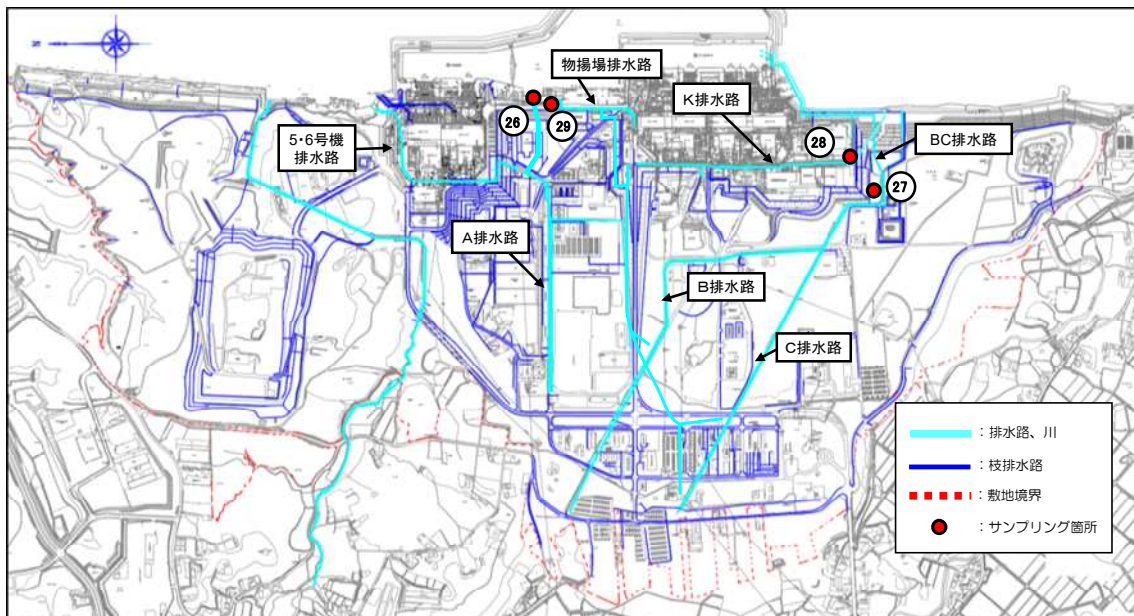 N
物揚場排水路
K排水路
26
29
5・6号機
排水路
28
BC排水路
27
A排水路
B排水路
C排水路
：排水路、川
：枝排水路
：敷地境界
：サンプリング箇所